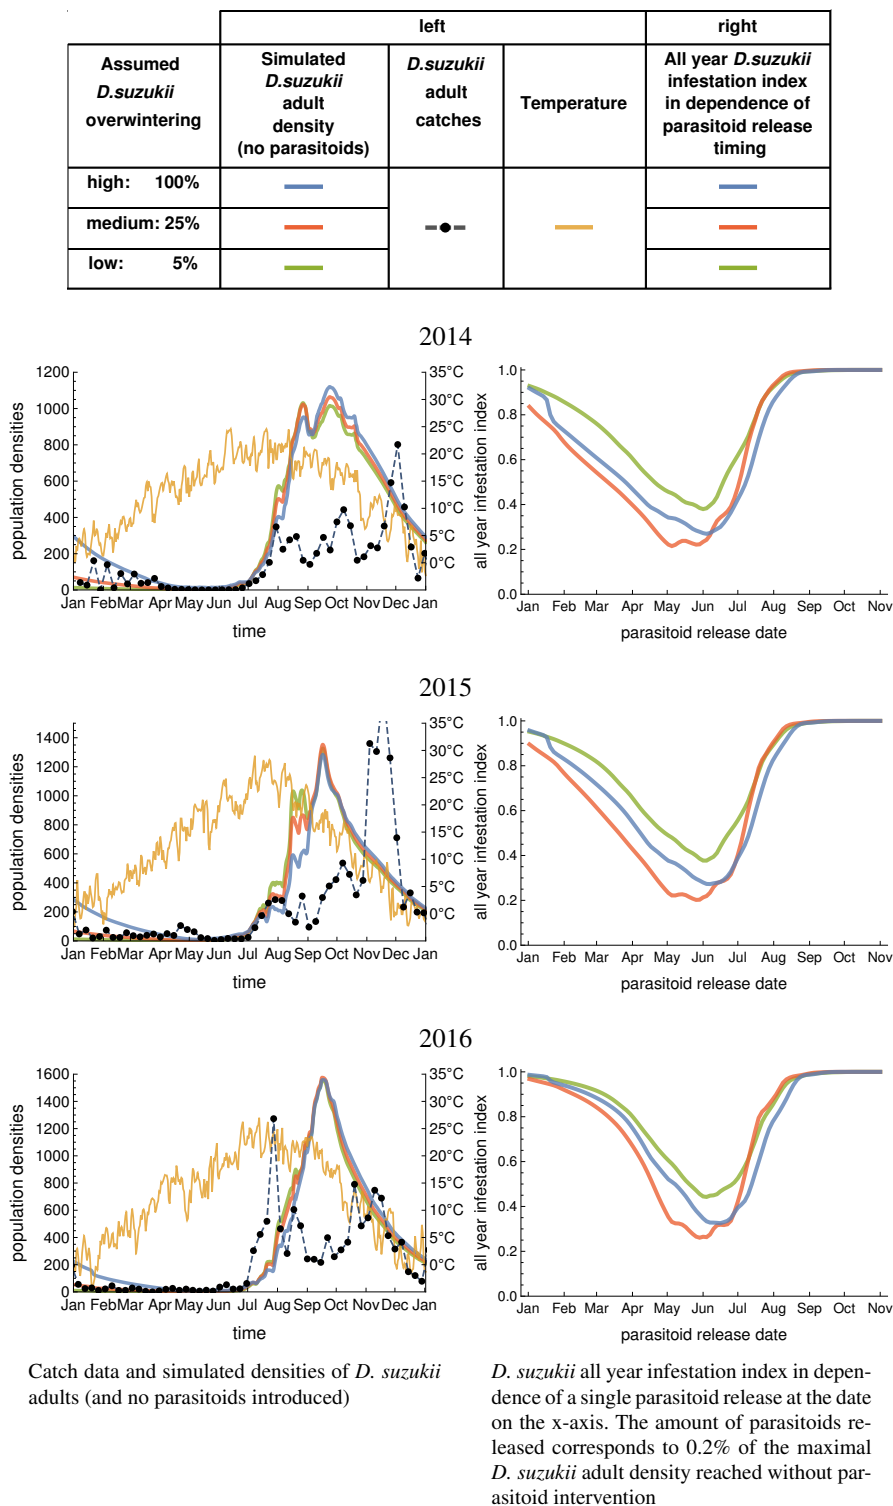 left
right
Assumed
D.suzukii
overwintering
Simulated
D.suzukii
adult
density
(no parasitoids)
D.suzukii
adult
catches
Temperature
All year D.suzukii
infestation index
in dependence of
parasitoid release
timing
high: 100%
medium: 25%
low: 5%
2014
population densities
1200
1000
800
600
400
200
0
35°C
30°C
25°C
20°C
15°C
10°C
5°C
0°C
Jan Feb Mar Apr May Jun Jul Aug Sep Oct Nov Dec Jan
time
all year infestation index
1.0
0.8
0.6
0.4
0.2
0.0
Jan Feb Mar Apr May Jun Jul Aug Sep Oct Nov
parasitoid release date
2015
population densities
1400
1200
1000
800
600
400
200
0
35°C
30°C
25°C
20°C
15°C
10°C
5°C
0°C
Jan Feb Mar Apr May Jun Jul Aug Sep Oct Nov Dec Jan
time
all year infestation index
1.0
0.8
0.6
0.4
0.2
0.0
Jan Feb Mar Apr May Jun Jul Aug Sep Oct Nov
parasitoid release date
2016
population densities
1600
1400
1200
1000
800
600
400
200
0
35°C
30°C
25°C
20°C
15°C
10°C
5°C
0°C
Jan Feb Mar Apr May Jun Jul Aug Sep Oct Nov Dec Jan
time
all year infestation index
1.0
0.8
0.6
0.4
0.2
0.0
Jan Feb Mar Apr May Jun Jul Aug Sep Oct Nov
parasitoid release date
Catch data and simulated densities of D. suzukii
adults (and no parasitoids introduced)
D. suzukii all year infestation index in depen-
dence of a single parasitoid release at the date
on the x-axis. The amount of parasitoids re-
leased corresponds to 0.2% of the maximal
D. suzukii adult density reached without par-
asitoid intervention